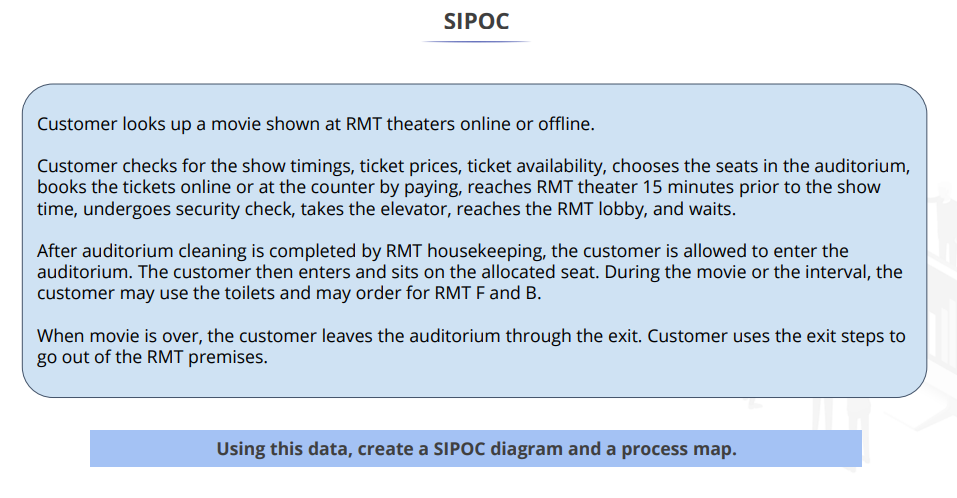 SIPOC
Customer looks up a movie shown at RMT theaters online or offline.
Customer checks for the show timings, ticket prices, ticket availability, chooses the seats in the auditorium,
books the tickets online or at the counter by paying, reaches RMT theater 15 minutes prior to the show
time, undergoes security check, takes the elevator, reaches the RMT lobby, and waits.
After auditorium cleaning is completed by RMT housekeeping, the customer is allowed to enter the
auditorium. The customer then enters and sits on the allocated seat. During the movie or the interval, the
customer may use the toilets and may order for RMT F and B.
When movie is over, the customer leaves the auditorium through the exit. Customer uses the exit steps to
go out of the RMT premises.
Using this data, create a SIPOC diagram and a process map.